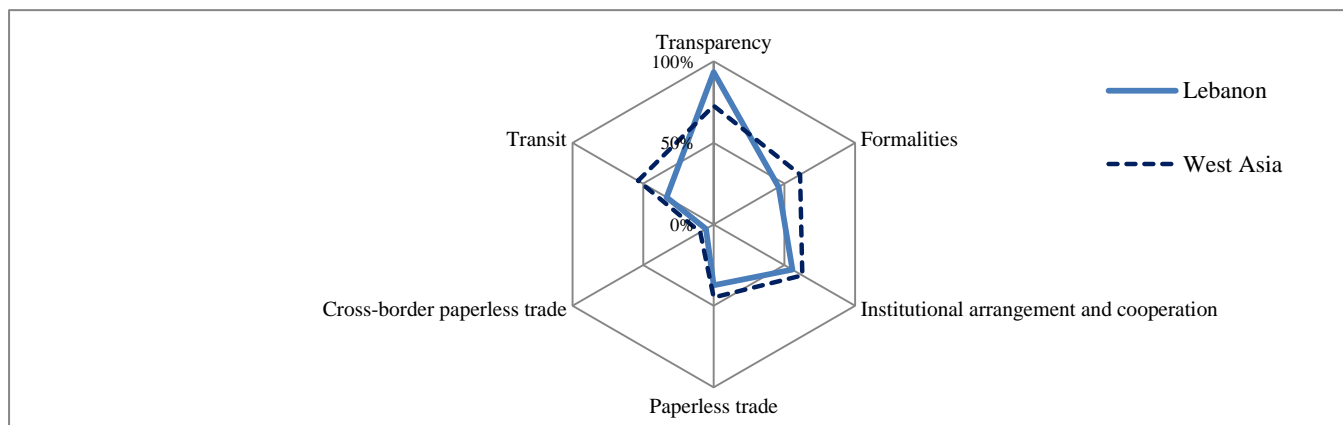 Transparency
100%
Lebanon
Transit
50%
Formalities
West Asia
0%
Cross-border paperless trade
Institutional arrangement and cooperation
Paperless trade